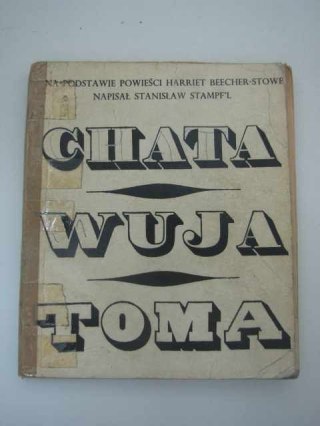 NA PODSTAWIE POWIEŚCI HARRIET BEECHER-STOWE
NAPISAŁ STANISŁAW STAMPF'L
CHATA
WUJA
TOMA